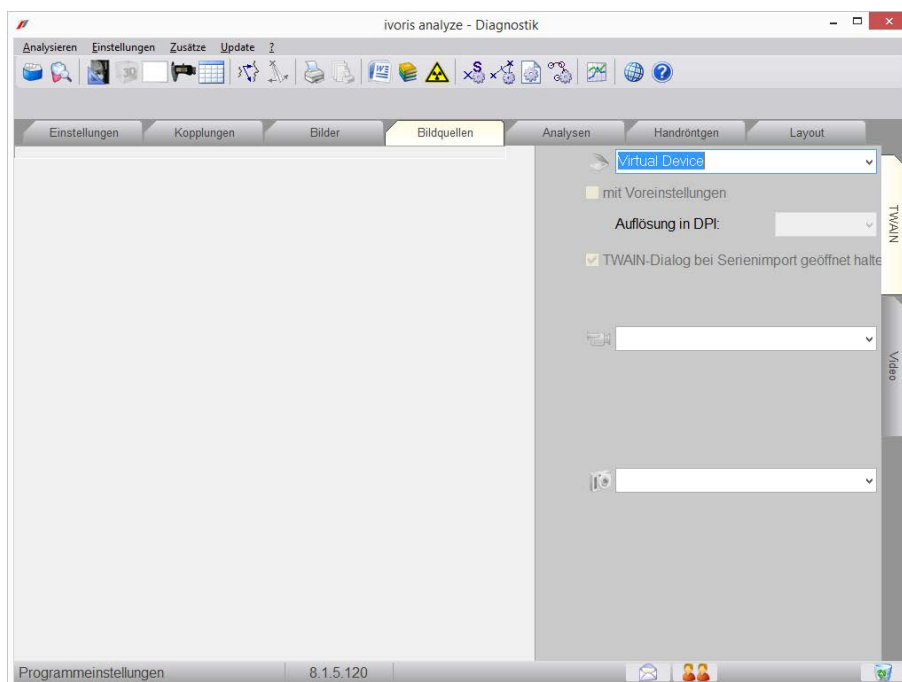 ivoris analyze - Diagnostik
Analysieren Einstellungen Zusätze Update ?
3D W S x x
Einstellungen Kopplungen Bilder Bildquellen Analysen Handröntgen Layout
Virtual Device
mit Voreinstellungen
Auflösung in DPI:
TWAIN-Dialog bei Serienimport geöffnet halte
TWAIN
Video
Programmeinstellungen 8.1.5.120